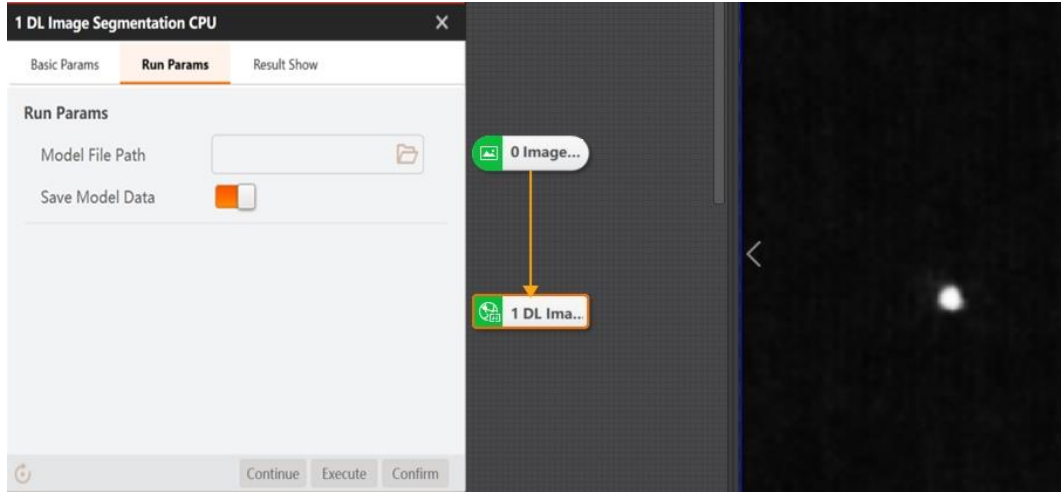 1 DL Image Segmentation CPU
Basic Params Run Params Result Show
Run Params
Model File Path
Save Model Data
Continue Execute Confirm
0 Image...
1 DL Ima...